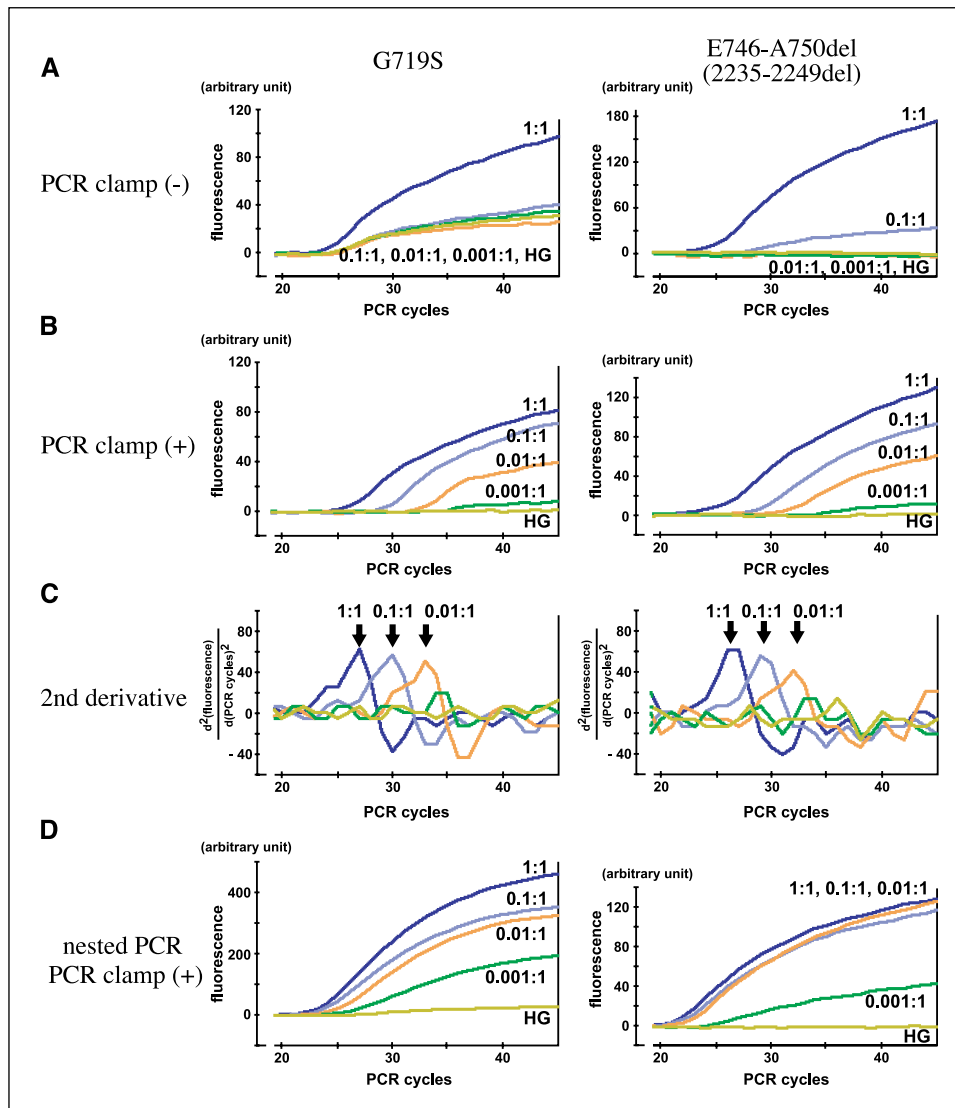 G719S
E746-A750del
(2235-2249del)
A
(arbitrary unit)
120
80
40
0
fluorescence
1:1
0.1:1, 0.01:1, 0.001:1, HG
20
30
40
PCR cycles
(arbitrary unit)
180
120
60
0
fluorescence
1:1
0.1:1
0.01:1, 0.001:1, HG
20
30
40
PCR cycles
PCR clamp (-)
B
(arbitrary unit)
120
80
40
0
fluorescence
1:1
0.1:1
0.01:1
0.001:1
HG
20
30
40
PCR cycles
(arbitrary unit)
120
80
40
0
fluorescence
1:1
0.1:1
0.01:1
0.001:1
HG
20
30
40
PCR cycles
PCR clamp (+)
C
1:1 0.1:1 0.01:1
80
40
0
- 40
d²(fluorescence)
d(PCR cycles)²
20
30
40
PCR cycles
1:1 0.1:1 0.01:1
80
40
0
- 40
d²(fluorescence)
d(PCR cycles)²
20
30
40
PCR cycles
2nd derivative
D
(arbitrary unit)
400
200
0
fluorescence
1:1
0.1:1
0.01:1
0.001:1
HG
20
30
40
PCR cycles
(arbitrary unit)
120
80
40
0
fluorescence
1:1, 0.1:1, 0.01:1
0.001:1
HG
20
30
40
PCR cycles
nested PCR
PCR clamp (+)